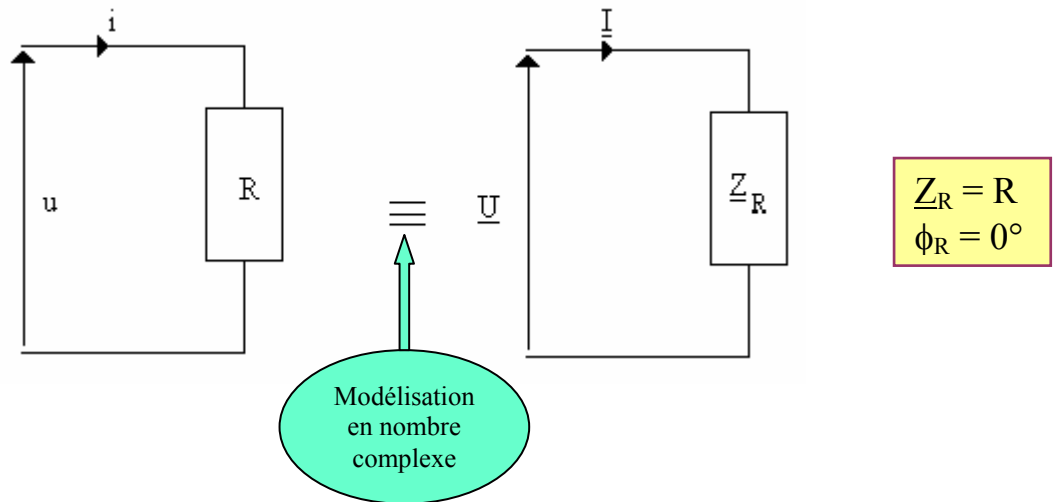 i
u
R
≡
I
U
Z_R
Z_R = R
ϕ_R = 0°
Modélisation
en nombre
complexe